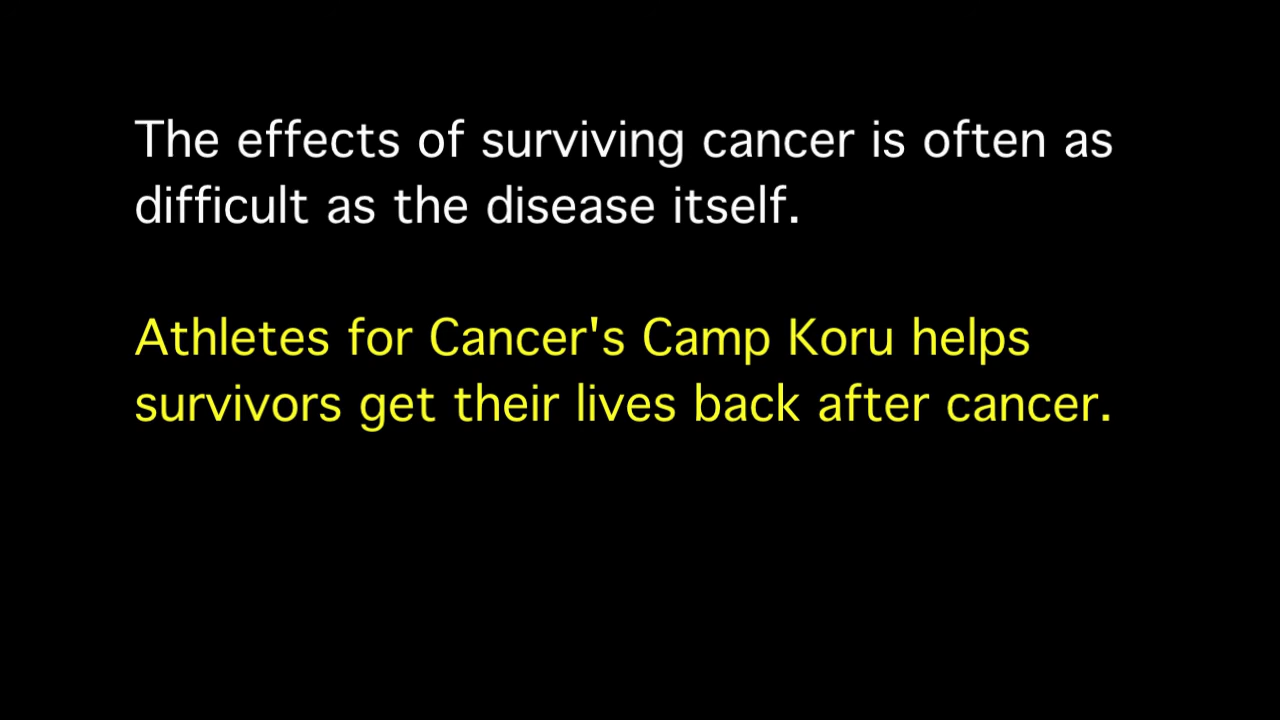 The effects of surviving cancer is often as
difficult as the disease itself.
Athletes for Cancer's Camp Koru helps
survivors get their lives back after cancer.